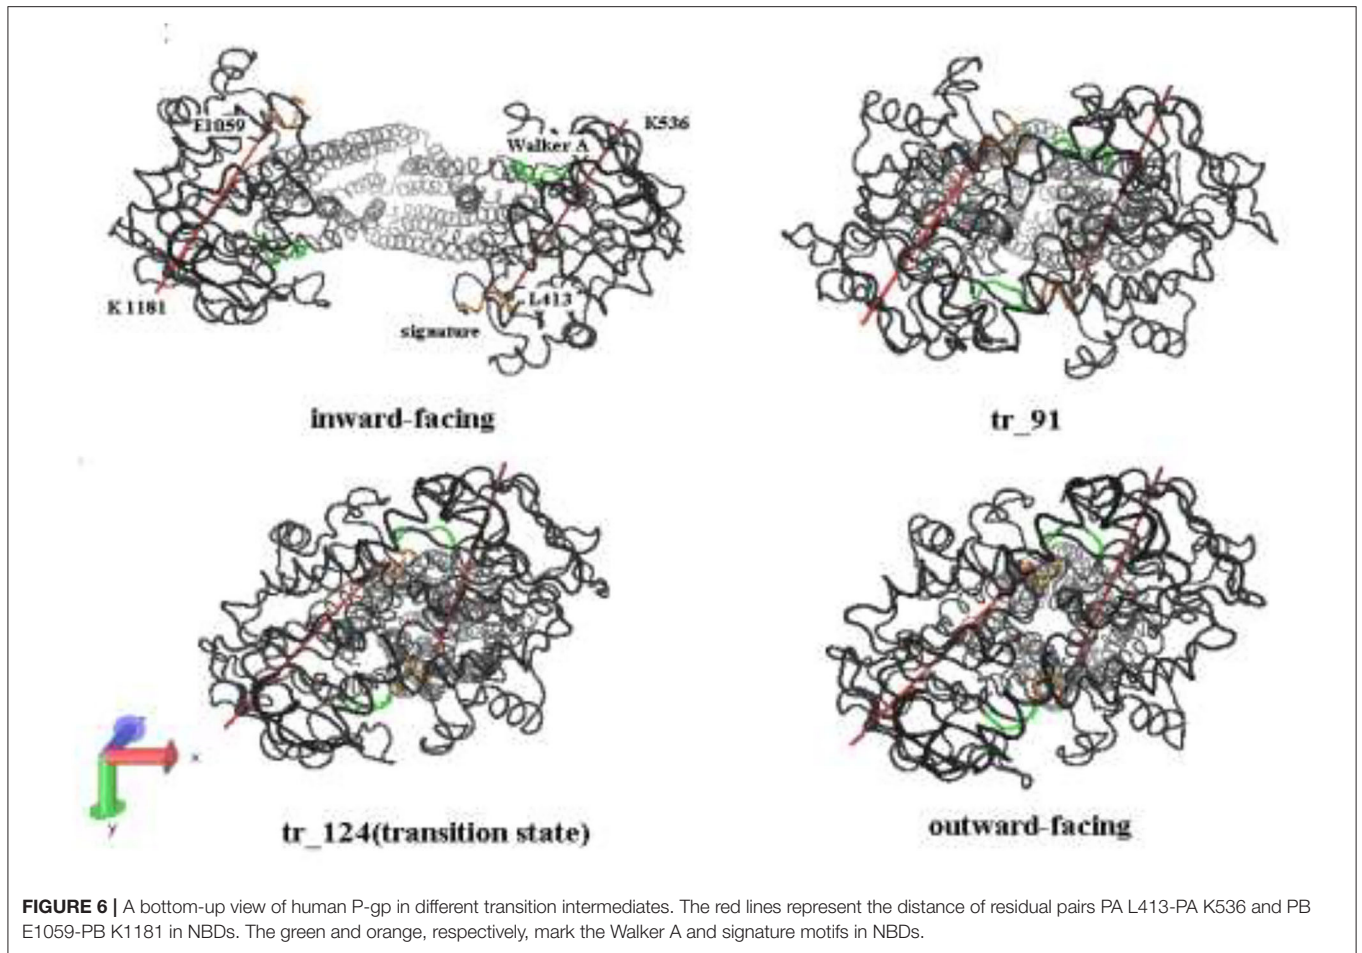 E1059
K536
Walker A
L413
K 1181
signature
inward-facing
tr_91
x
y
tr_124(transition state)
outward-facing
FIGURE 6 | A bottom-up view of human P-gp in different transition intermediates. The red lines represent the distance of residual pairs PA L413-PA K536 and PB
E1059-PB K1181 in NBDs. The green and orange, respectively, mark the Walker A and signature motifs in NBDs.